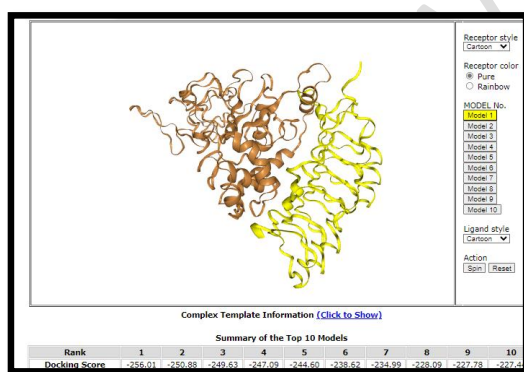 Receptor style
Cartoon
Receptor color
Pure
Rainbow
MODEL No.
Model 1
Model 2
Model 3
Model 4
Model 5
Model 6
Model 7
Model 8
Model 9
Model 10
Ligand style
Cartoon
Action
Spin Reset
Complex Template Information (Click to Show)
Summary of the Top 10 Models
Rank 1 2 3 4 5 6 7 8 9 10
Docking Score -256.01 -250.88 -249.63 -247.09 -244.60 -238.62 -234.99 -228.09 -227.78